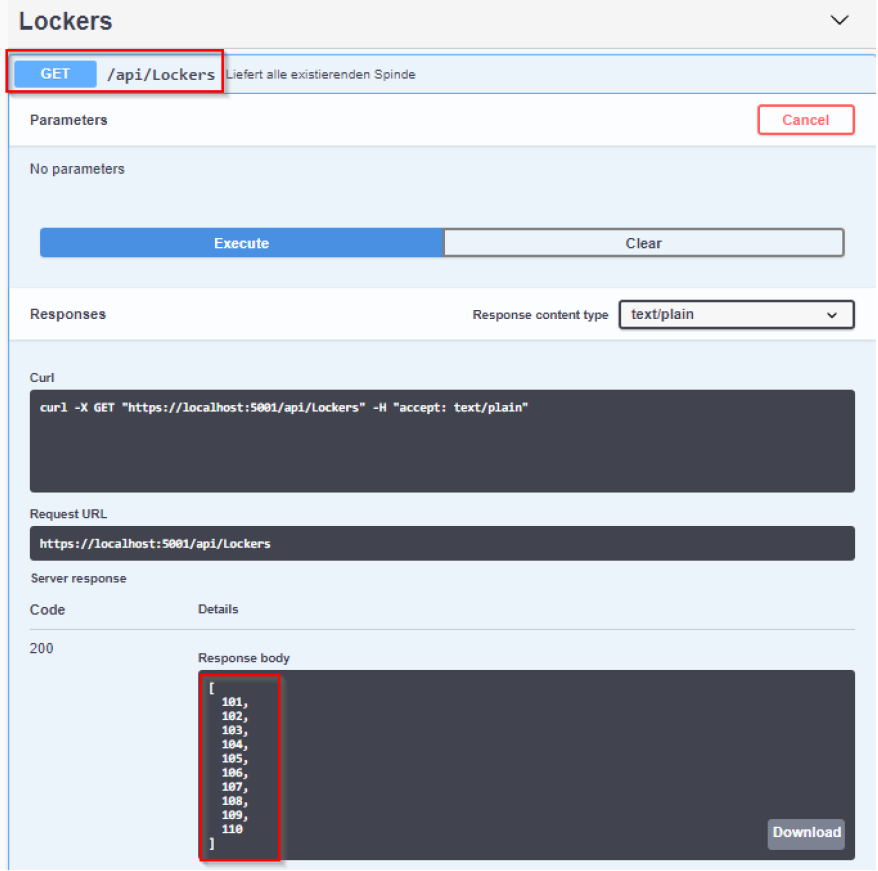 Lockers
GET /api/Lockers Liefert alle existierenden Spinde
Parameters Cancel
No parameters
Execute Clear
Responses Response content type text/plain
Curl
curl -X GET "https://localhost:5001/api/Lockers" -H "accept: text/plain"
Request URL
https://localhost:5001/api/Lockers
Server response
Code Details
200
Response body
[
101,
102,
103,
104,
105,
106,
107,
108,
109,
110
]
Download